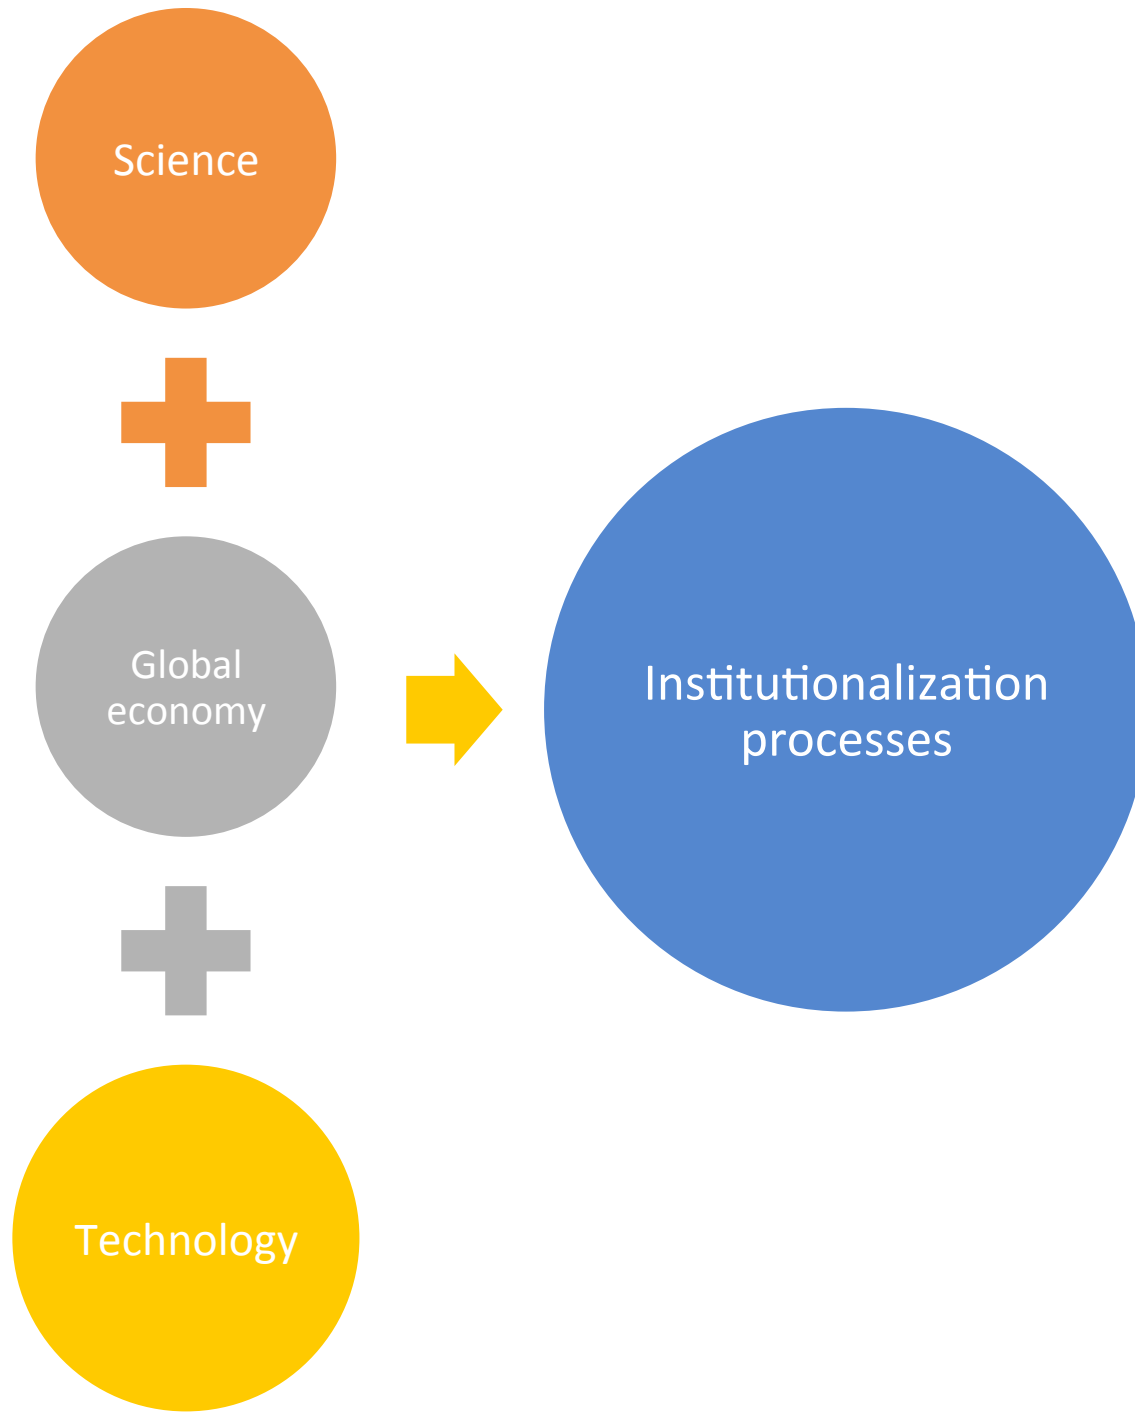 Science
Global
economy
Institutionalization
processes
Technology